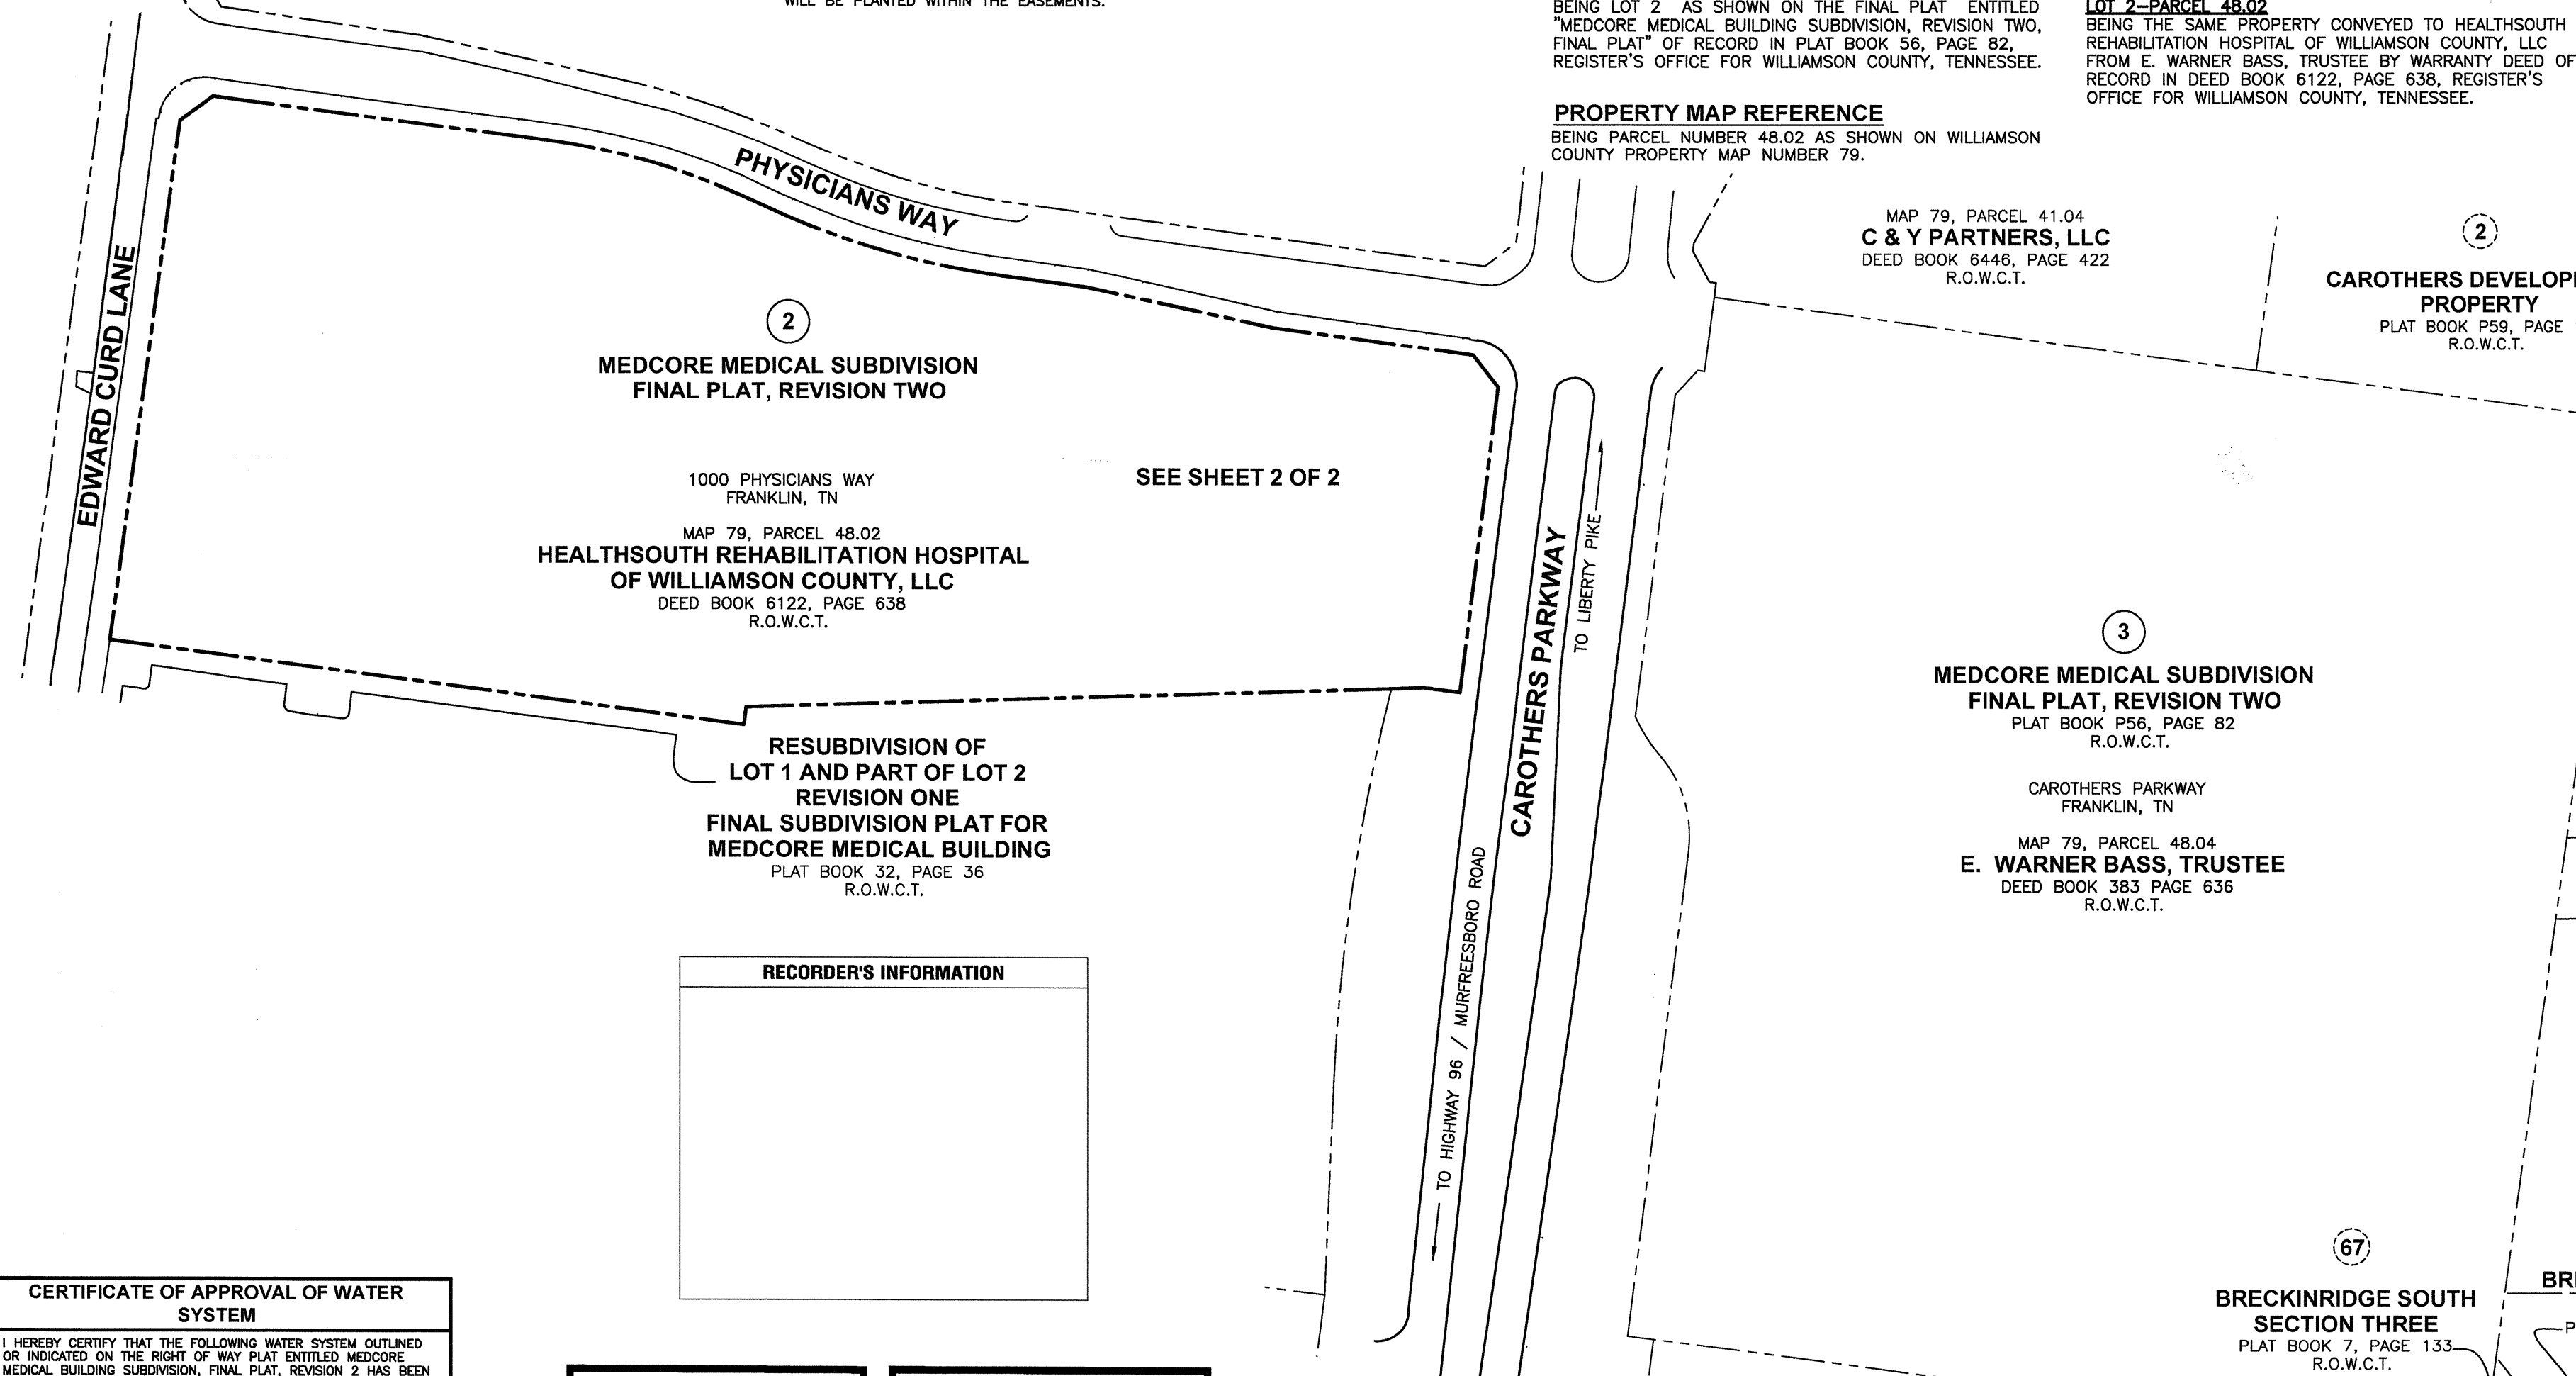 WILL BE PLANTED WITHIN THE EASEMENTS.
BEING LOT 2 AS SHOWN ON THE FINAL PLAT ENTITLED
"MEDCORE MEDICAL BUILDING SUBDIVISION, REVISION TWO,
FINAL PLAT" OF RECORD IN PLAT BOOK 56, PAGE 82,
REGISTER'S OFFICE FOR WILLIAMSON COUNTY, TENNESSEE.
PROPERTY MAP REFERENCE
BEING PARCEL NUMBER 48.02 AS SHOWN ON WILLIAMSON
COUNTY PROPERTY MAP NUMBER 79.
LOT 2-PARCEL 48.02
BEING THE SAME PROPERTY CONVEYED TO HEALTHSOUTH
REHABILITATION HOSPITAL OF WILLIAMSON COUNTY, LLC
FROM E. WARNER BASS, TRUSTEE BY WARRANTY DEED OF
RECORD IN DEED BOOK 6122, PAGE 638, REGISTER'S
OFFICE FOR WILLIAMSON COUNTY, TENNESSEE.
PHYSICIANS WAY
EDWARD CURD LANE
2
MEDCORE MEDICAL SUBDIVISION
FINAL PLAT, REVISION TWO
1000 PHYSICIANS WAY
FRANKLIN, TN
MAP 79, PARCEL 48.02
HEALTHSOUTH REHABILITATION HOSPITAL
OF WILLIAMSON COUNTY, LLC
DEED BOOK 6122, PAGE 638
R.O.W.C.T.
SEE SHEET 2 OF 2
MAP 79, PARCEL 41.04
C & Y PARTNERS, LLC
DEED BOOK 6446, PAGE 422
R.O.W.C.T.
2
CAROTHERS DEVELOP
PROPERTY
PLAT BOOK P59, PAGE
R.O.W.C.T.
CAROTHERS PARKWAY
TO LIBERTY PIKE
TO HIGHWAY 96 / MURFREESBORO ROAD
3
MEDCORE MEDICAL SUBDIVISION
FINAL PLAT, REVISION TWO
PLAT BOOK P56, PAGE 82
R.O.W.C.T.
CAROTHERS PARKWAY
FRANKLIN, TN
MAP 79, PARCEL 48.04
E. WARNER BASS, TRUSTEE
DEED BOOK 383 PAGE 636
R.O.W.C.T.
RESUBDIVISION OF
LOT 1 AND PART OF LOT 2
REVISION ONE
FINAL SUBDIVISION PLAT FOR
MEDCORE MEDICAL BUILDING
PLAT BOOK 32, PAGE 36
R.O.W.C.T.
RECORDER'S INFORMATION
67
BRECKINRIDGE SOUTH
SECTION THREE
PLAT BOOK 7, PAGE 133
R.O.W.C.T.
CERTIFICATE OF APPROVAL OF WATER
SYSTEM
I HEREBY CERTIFY THAT THE FOLLOWING WATER SYSTEM OUTLINED
OR INDICATED ON THE RIGHT OF WAY PLAT ENTITLED MEDCORE
MEDICAL BUILDING SUBDIVISION, FINAL PLAT, REVISION 2 HAS BEEN